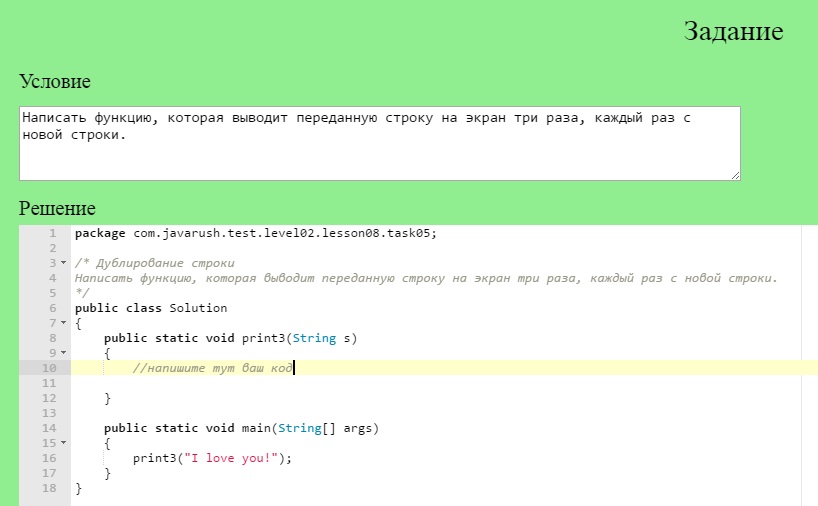 Задание
Условие
Написать функцию, которая выводит переданную строку на экран три раза, каждый раз с
новой строки.
Решение
1 package com.javarush.test.level02.lesson08.task05;
2
3 /* Дублирование строки
4 Написать функцию, которая выводит переданную строку на экран три раза, каждый раз с новой строки.
5 */
6 public class Solution
7 {
8     public static void print3(String s)
9     {
10         //напишите тут ваш код
11
12     }
13
14     public static void main(String[] args)
15     {
16         print3("I love you!");
17     }
18 }